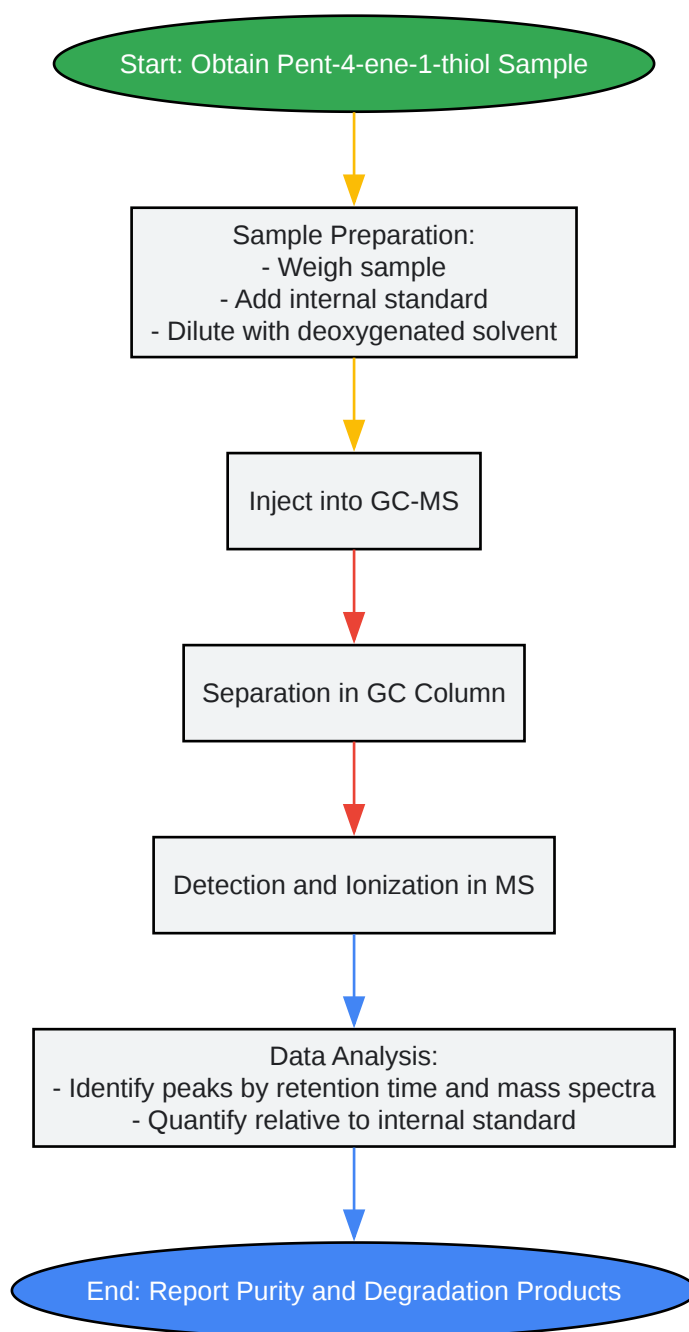 Start: Obtain Pent-4-ene-1-thiol Sample
Sample Preparation:
- Weigh sample
- Add internal standard
- Dilute with deoxygenated solvent
Inject into GC-MS
Separation in GC Column
Detection and Ionization in MS
Data Analysis:
- Identify peaks by retention time and mass spectra
- Quantify relative to internal standard
End: Report Purity and Degradation Products